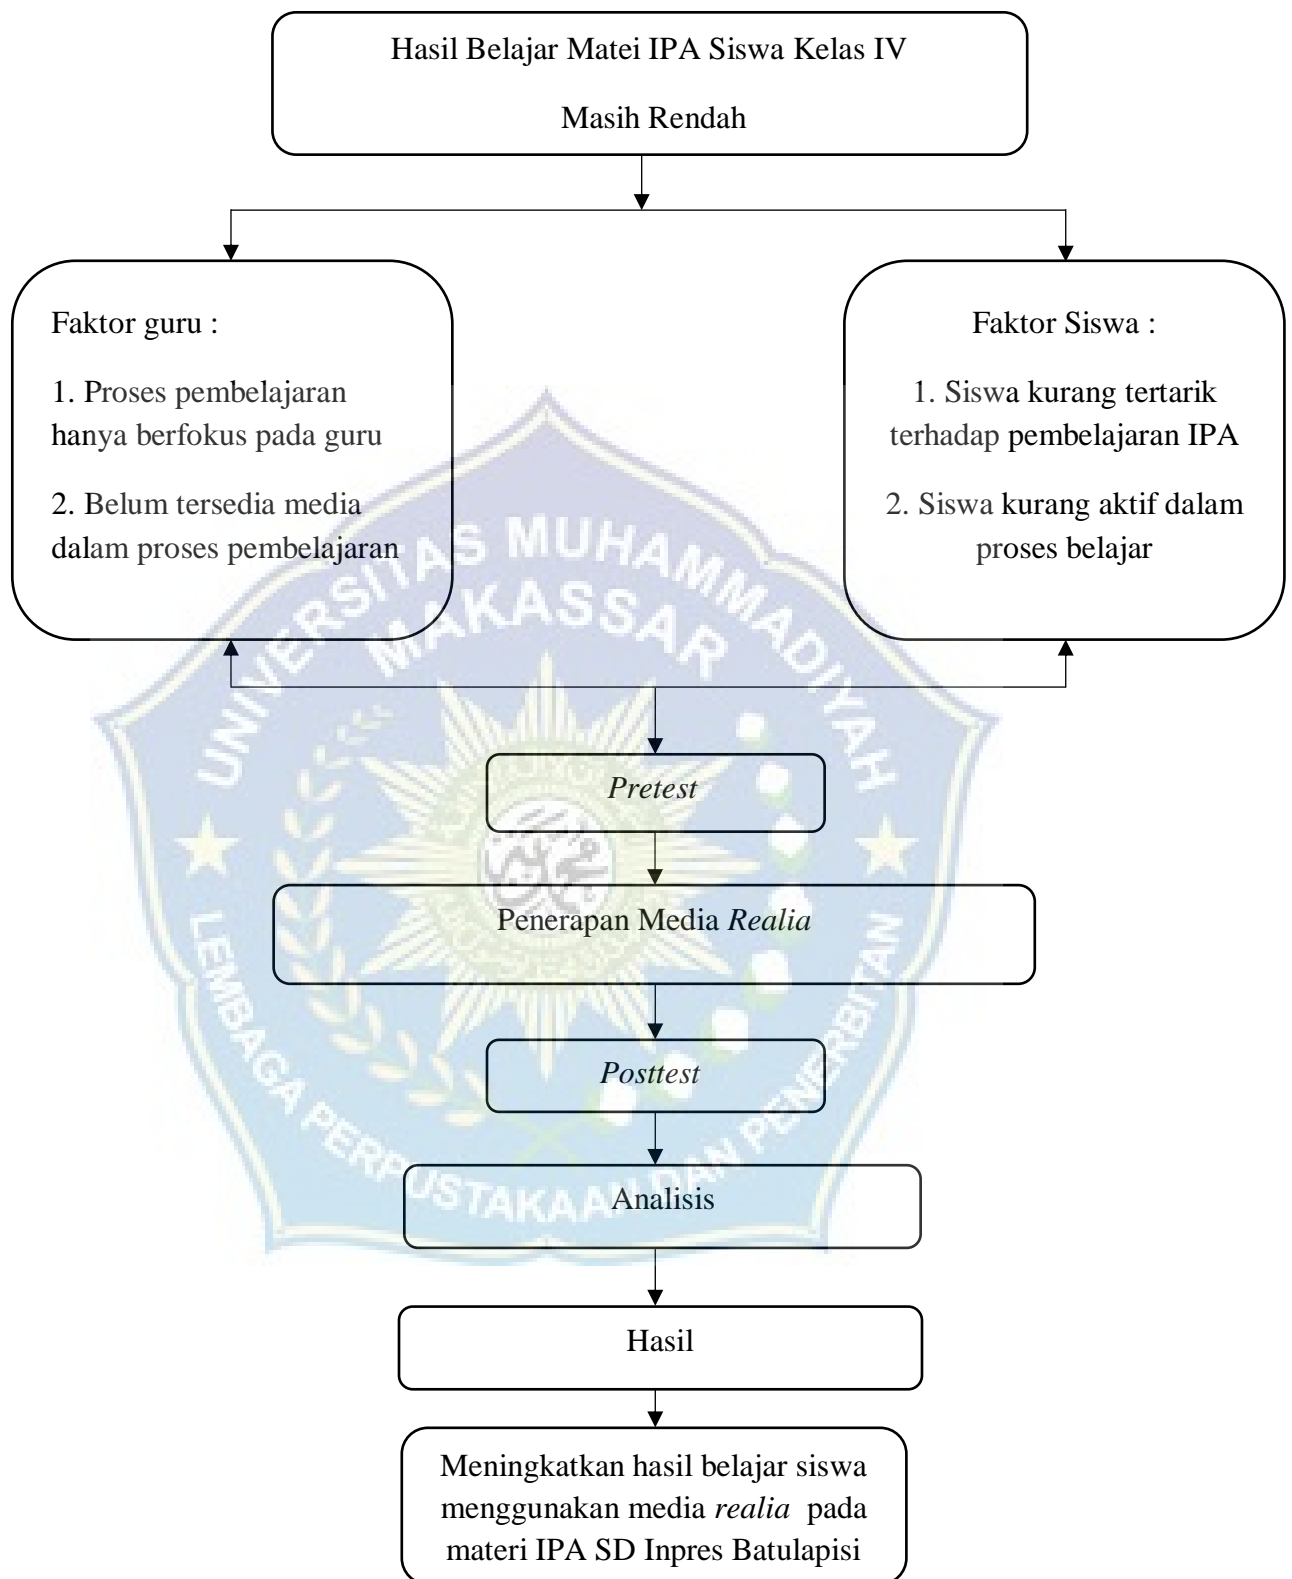 Hasil Belajar Matei IPA Siswa Kelas IV
Masih Rendah
Faktor guru :
1. Proses pembelajaran
hanya berfokus pada guru
2. Belum tersedia media
dalam proses pembelajaran
Faktor Siswa :
1. Siswa kurang tertarik
terhadap pembelajaran IPA
2. Siswa kurang aktif dalam
proses belajar
UNIVERSITAS MUHAMMADIYAH
MAKASSAR
Pretest
Penerapan Media Realia
Posttest
Analisis
LEMBAGA PERPUSTAKAAN DAN PENERBITAN
Hasil
Meningkatkan hasil belajar siswa
menggunakan media realia pada
materi IPA SD Inpres Batulapisi